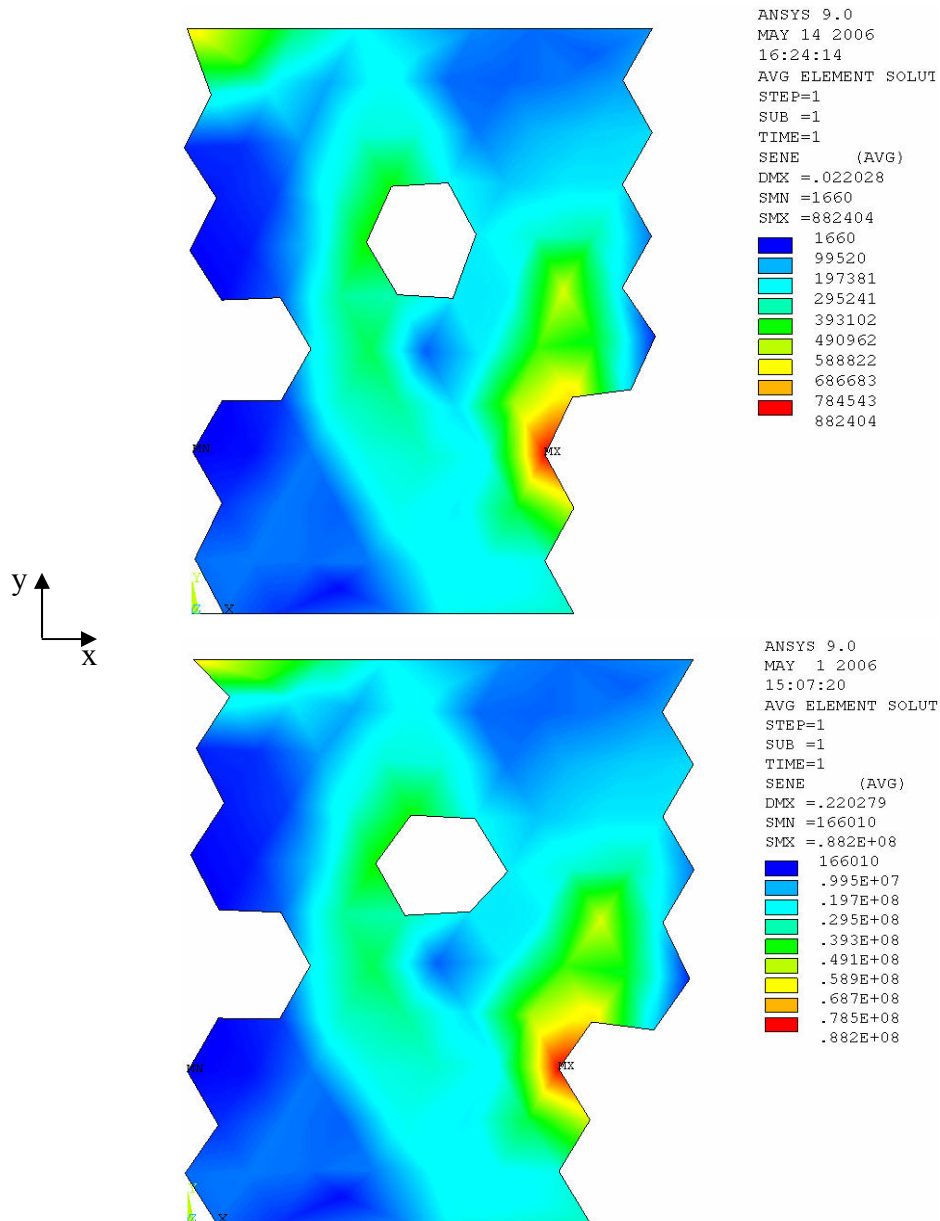 ANSYS 9.0
MAY 14 2006
16:24:14
AVG ELEMENT SOLUT
STEP=1
SUB =1
TIME=1
SENE (AVG)
DMX =.022028
SMN =1660
SMX =882404
1660
99520
197381
295241
393102
490962
588822
686683
784543
882404
MN
MX
Y
Z X
y
x
ANSYS 9.0
MAY 1 2006
15:07:20
AVG ELEMENT SOLUT
STEP=1
SUB =1
TIME=1
SENE (AVG)
DMX =.220279
SMN =166010
SMX =.882E+08
166010
.995E+07
.197E+08
.295E+08
.393E+08
.491E+08
.589E+08
.687E+08
.785E+08
.882E+08
MN
MX
Y
Z X